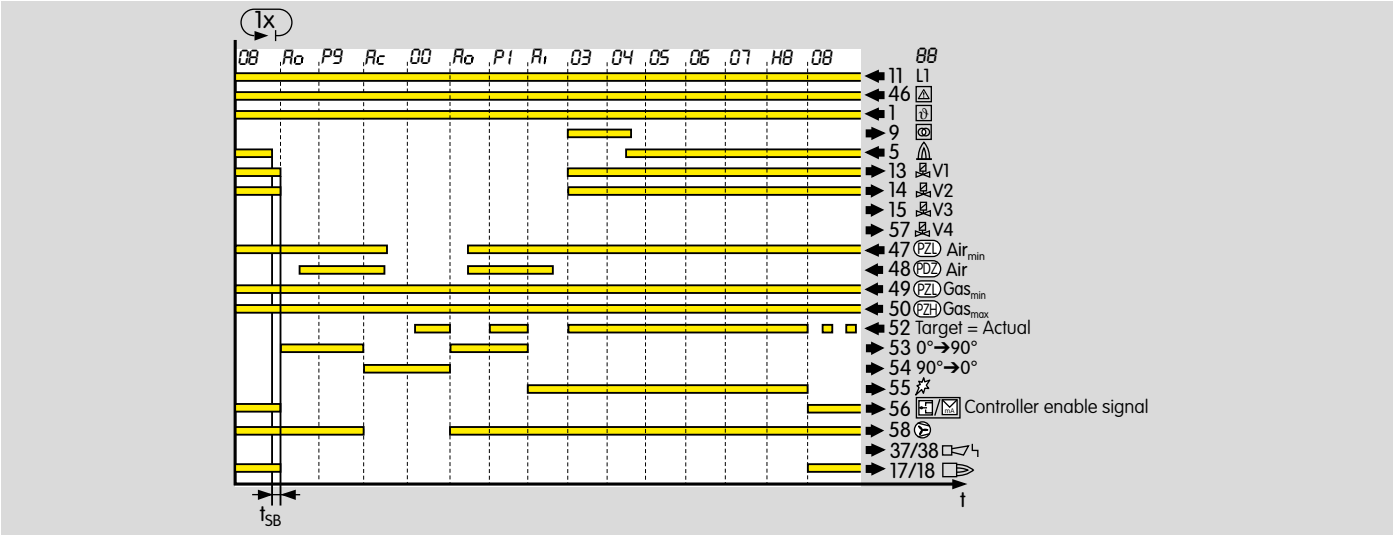 1x
08 Ao P9 Ac 00 Ao P1 Ai 03 04 05 06 07 H8 08 88
11 L1
46
1 ϑ
9
5
13 V1
14 V2
15 V3
57 V4
47 PZL Airmin
48 PDZ Air
49 PZL Gasmin
50 PZH Gasmax
52 Target = Actual
53 0°➔90°
54 90°➔0°
55
56 / mA Controller enable signal
58
37/38
17/18
t
tSB